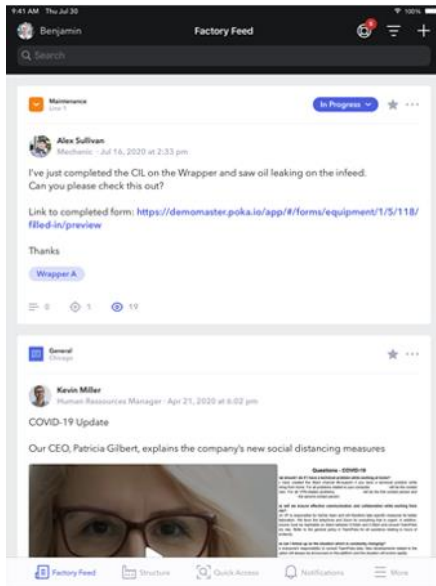 9:41 AM Thu Jul 30
100%
Benjamin
Factory Feed
Search
Maintenance
Line 1
In Progress
Alex Sullivan
Mechanic · Jul 16, 2020 at 2:33 pm
I've just completed the CIL on the Wrapper and saw oil leaking on the infeed.
Can you please check this out?
Link to completed form: https://demomaster.poka.io/app/#/forms/equipment/1/5/118/
filled-in/preview
Thanks
Wrapper A
0 1 19
General
Chicago
Kevin Miller
Human Ressources Manager · Apr 21, 2020 at 6:02 pm
COVID-19 Update
Our CEO, Patricia Gilbert, explains the company's new social distancing measures
Questions - COVID-19
Factory Feed
Structure
Quick Access
Notifications
More